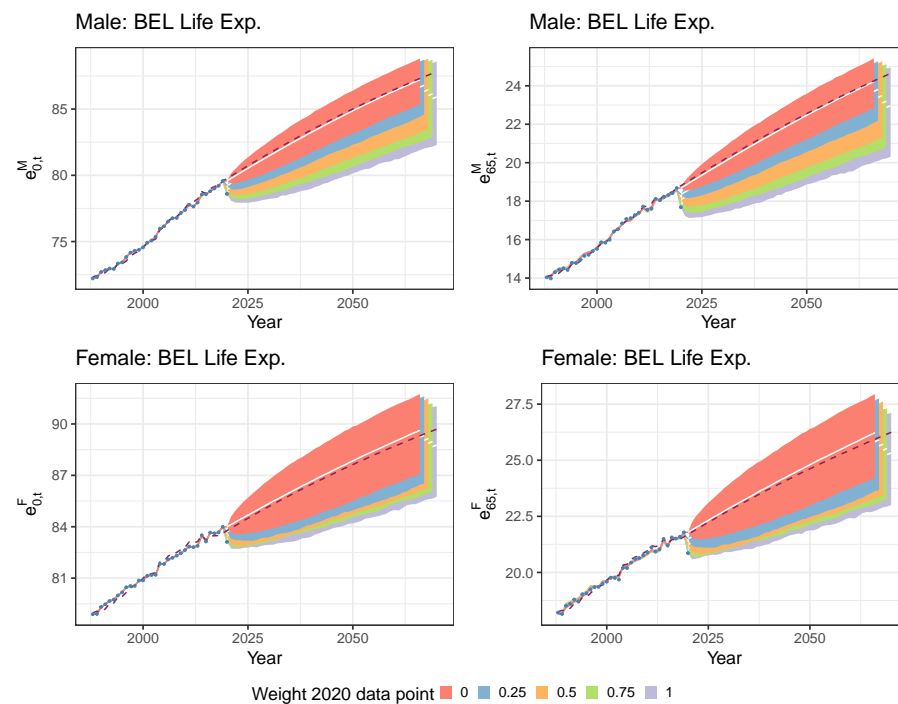 Male: BEL Life Exp.
e^M_0,t
85
80
75
2000 2025 2050
Year
Male: BEL Life Exp.
e^M_65,t
24
22
20
18
16
14
2000 2025 2050
Year
Female: BEL Life Exp.
e^F_0,t
90
87
84
81
2000 2025 2050
Year
Female: BEL Life Exp.
e^F_65,t
27.5
25.0
22.5
20.0
2000 2025 2050
Year
Weight 2020 data point 0 0.25 0.5 0.75 1